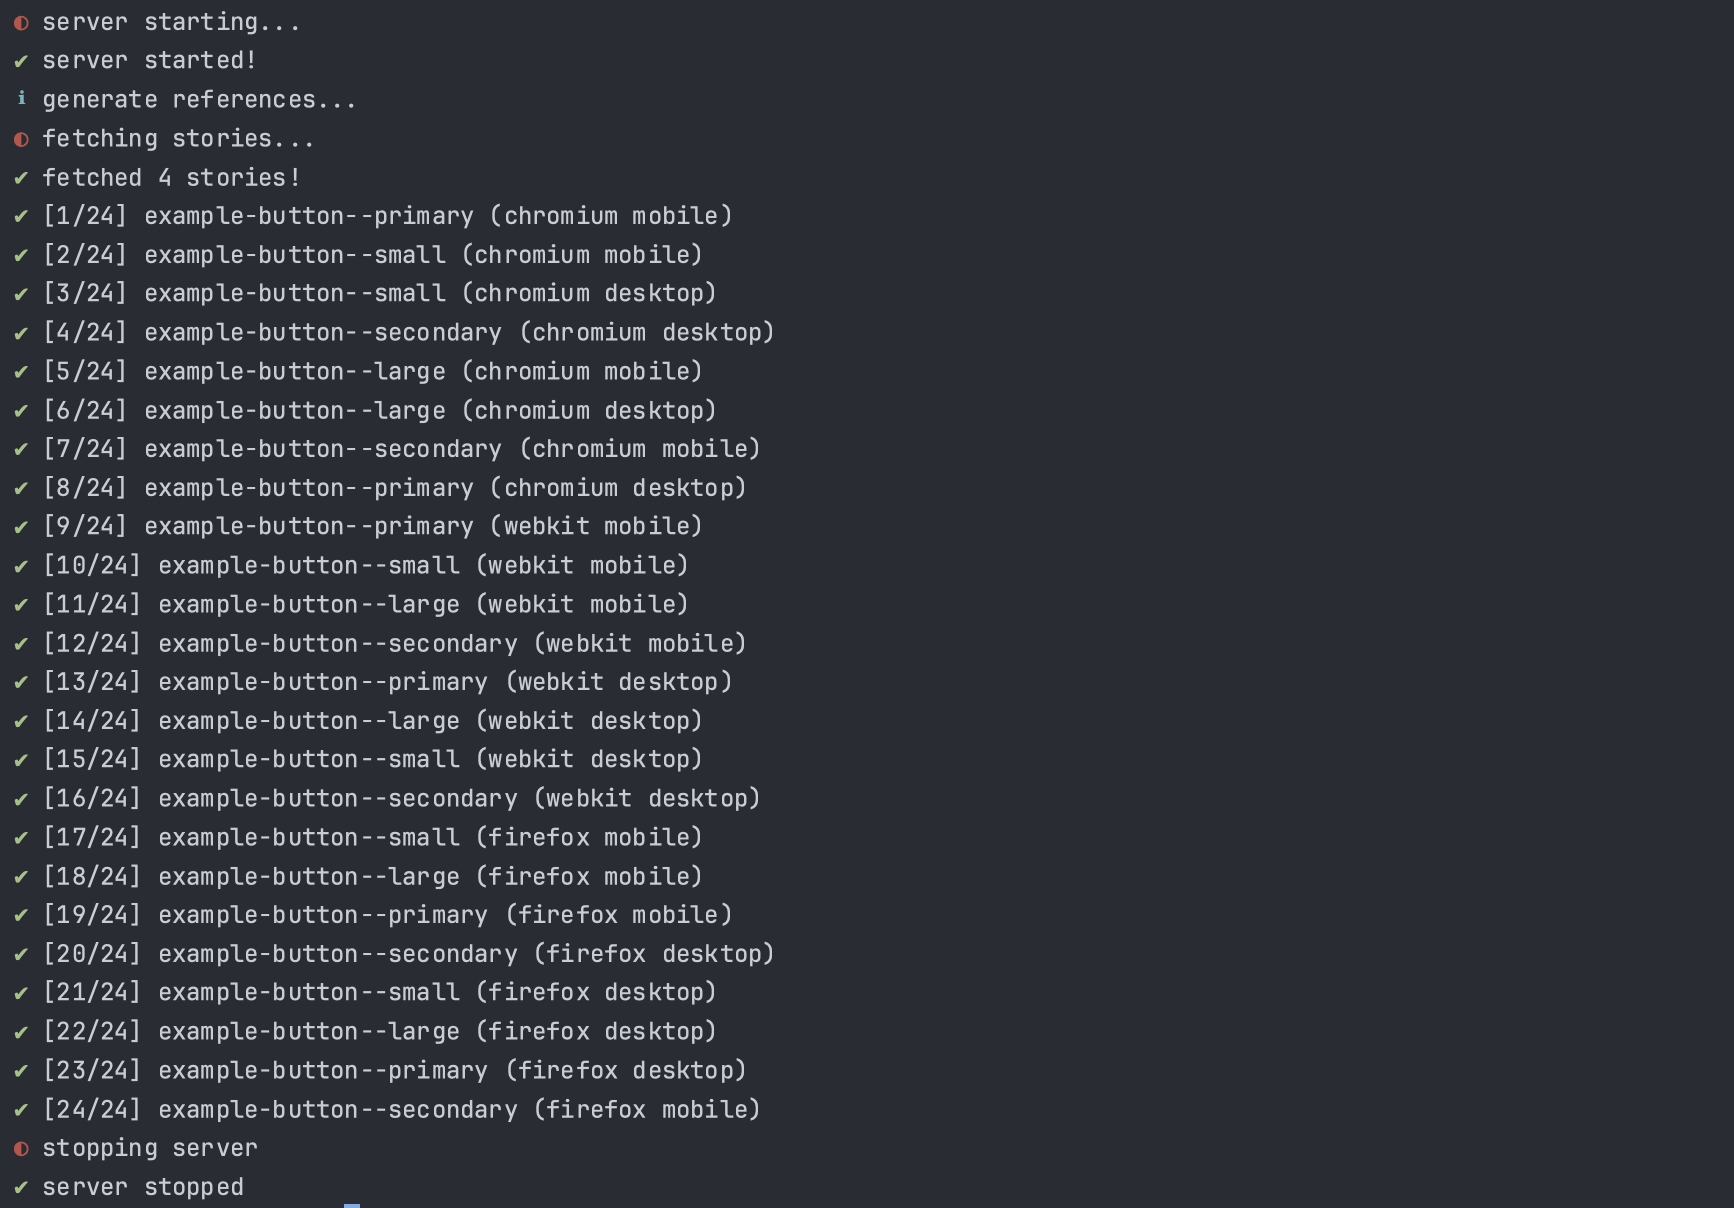 ◐ server starting...
✔ server started!
ℹ generate references...
◐ fetching stories...
✔ fetched 4 stories!
✔ [1/24] example-button--primary (chromium mobile)
✔ [2/24] example-button--small (chromium mobile)
✔ [3/24] example-button--small (chromium desktop)
✔ [4/24] example-button--secondary (chromium desktop)
✔ [5/24] example-button--large (chromium mobile)
✔ [6/24] example-button--large (chromium desktop)
✔ [7/24] example-button--secondary (chromium mobile)
✔ [8/24] example-button--primary (chromium desktop)
✔ [9/24] example-button--primary (webkit mobile)
✔ [10/24] example-button--small (webkit mobile)
✔ [11/24] example-button--large (webkit mobile)
✔ [12/24] example-button--secondary (webkit mobile)
✔ [13/24] example-button--primary (webkit desktop)
✔ [14/24] example-button--large (webkit desktop)
✔ [15/24] example-button--small (webkit desktop)
✔ [16/24] example-button--secondary (webkit desktop)
✔ [17/24] example-button--small (firefox mobile)
✔ [18/24] example-button--large (firefox mobile)
✔ [19/24] example-button--primary (firefox mobile)
✔ [20/24] example-button--secondary (firefox desktop)
✔ [21/24] example-button--small (firefox desktop)
✔ [22/24] example-button--large (firefox desktop)
✔ [23/24] example-button--primary (firefox desktop)
✔ [24/24] example-button--secondary (firefox mobile)
◐ stopping server
✔ server stopped